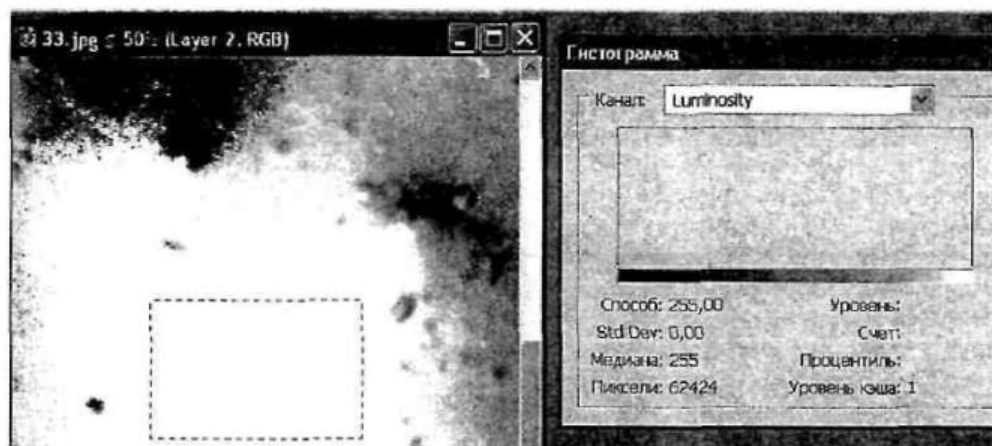 33.jpg @ 50% (Layer 2, RGB)
Гистограмма
Канал: Luminosity
Способ: 255,00 Уровень:
Std Dev: 0,00 Счет:
Медиана: 255 Процентиль:
Пиксели: 62424 Уровень кэша: 1